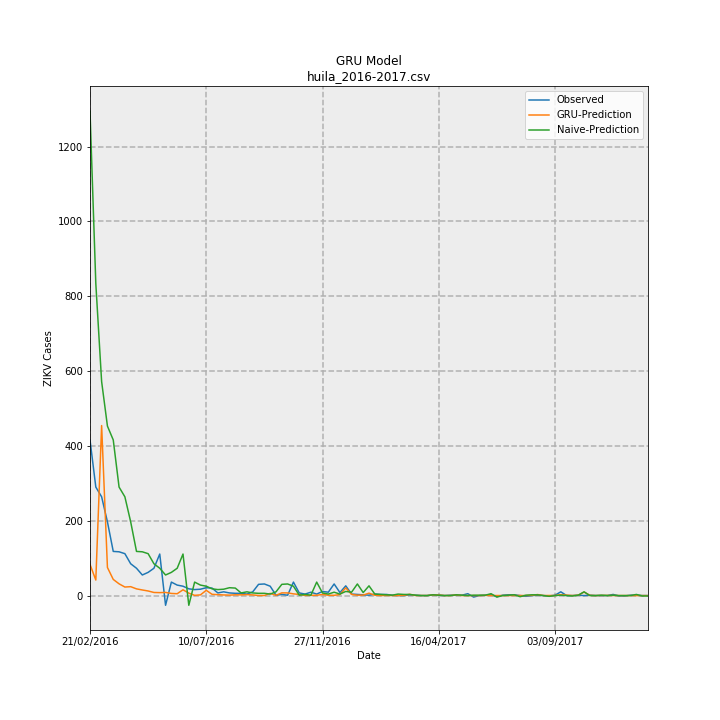 GRU Model
huila_2016-2017.csv
Observed
GRU-Prediction
Naive-Prediction
1200
1000
800
600
400
200
0
ZIKV Cases
21/02/2016
10/07/2016
27/11/2016
16/04/2017
03/09/2017
Date